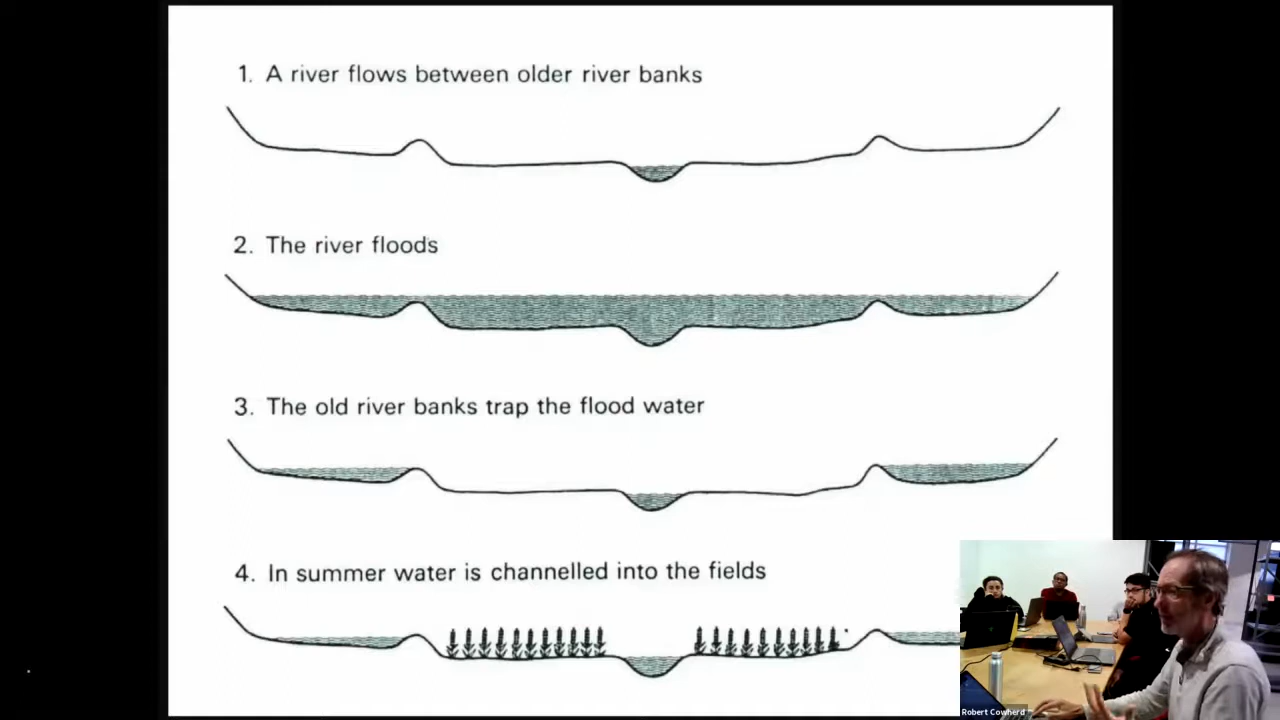 1. A river flows between older river banks
2. The river floods
3. The old river banks trap the flood water
4. In summer water is channelled into the fields
Robert Cowherd